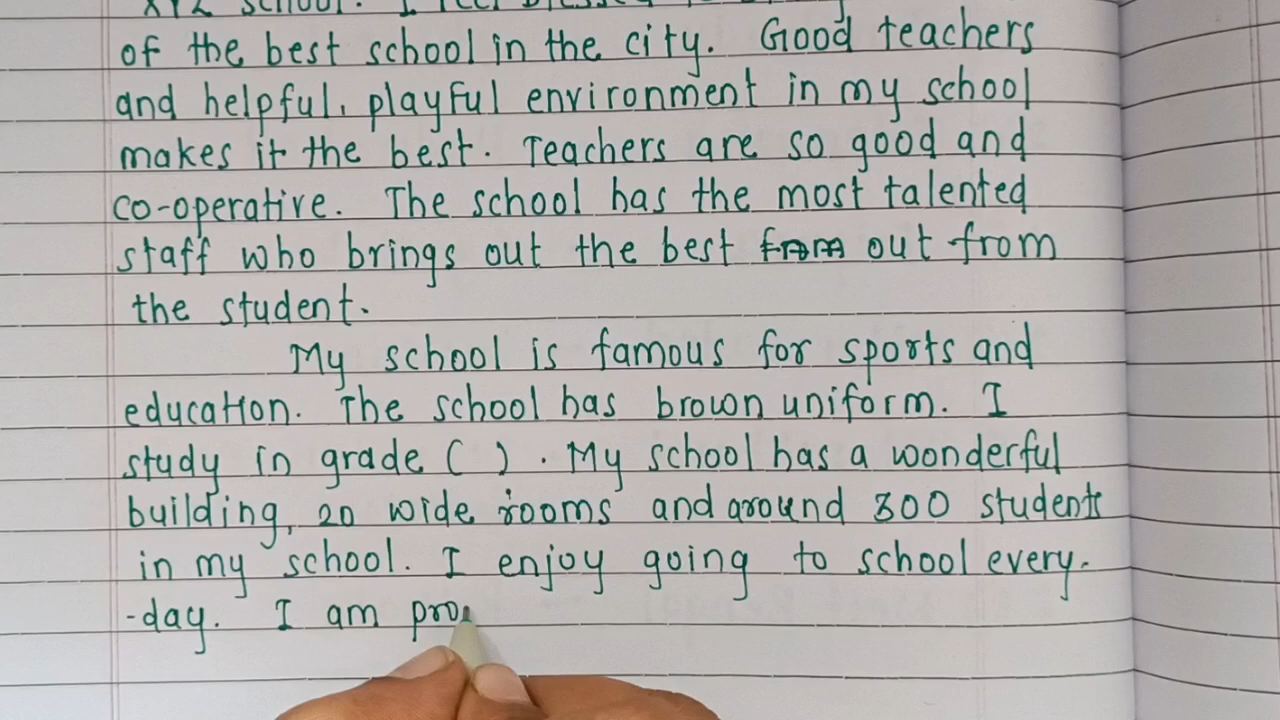 XYZ school. I feel blessed
of the best school in the city. Good teachers
and helpful, playful environment in my school
makes it the best. Teachers are so good and
co-operative. The school has the most talented
staff who brings out the best from out from
the student.
My school is famous for sports and
education. The school has brown uniform. I
study in grade ( ). My school has a wonderful
building, 20 wide rooms and around 300 students
in my school. I enjoy going to school every-
-day. I am pro